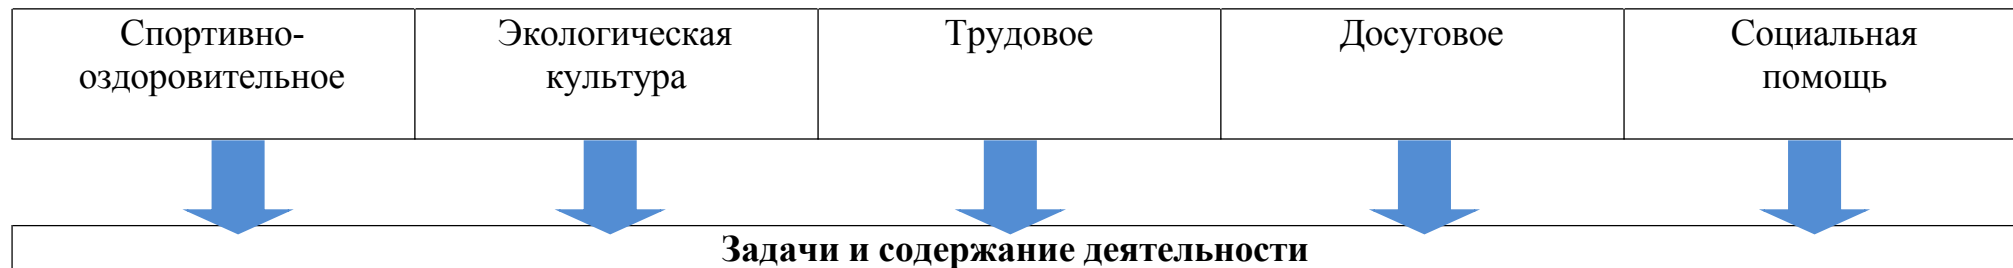 Спортивно-
оздоровительное
Экологическая
культура
Трудовое
Досуговое
Социальная
помощь
Задачи и содержание деятельности